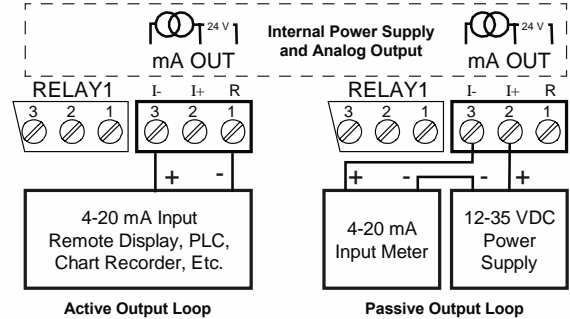 24 V
24 V
Internal Power Supply
and Analog Output
mA OUT
mA OUT
RELAY1
I- I+ R
RELAY1
I- I+ R
3 2 1
3 2 1
3 2 1
3 2 1
+ -
+ - - +
4-20 mA Input
Remote Display, PLC,
Chart Recorder, Etc.
4-20 mA
Input Meter
12-35 VDC
Power
Supply
Active Output Loop
Passive Output Loop